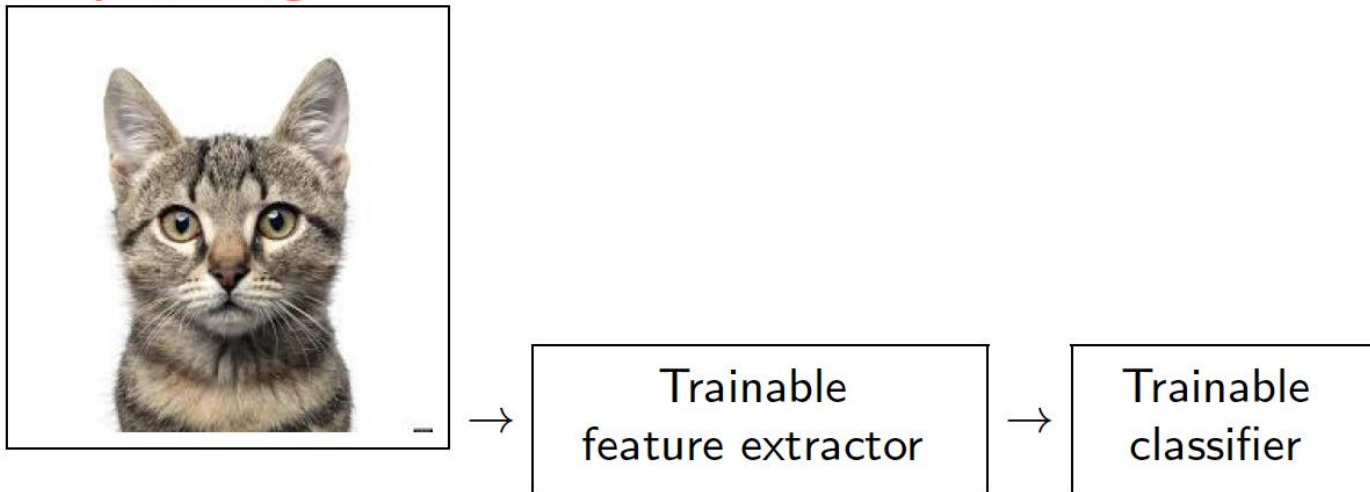 → Trainable
feature extractor
→ Trainable
classifier